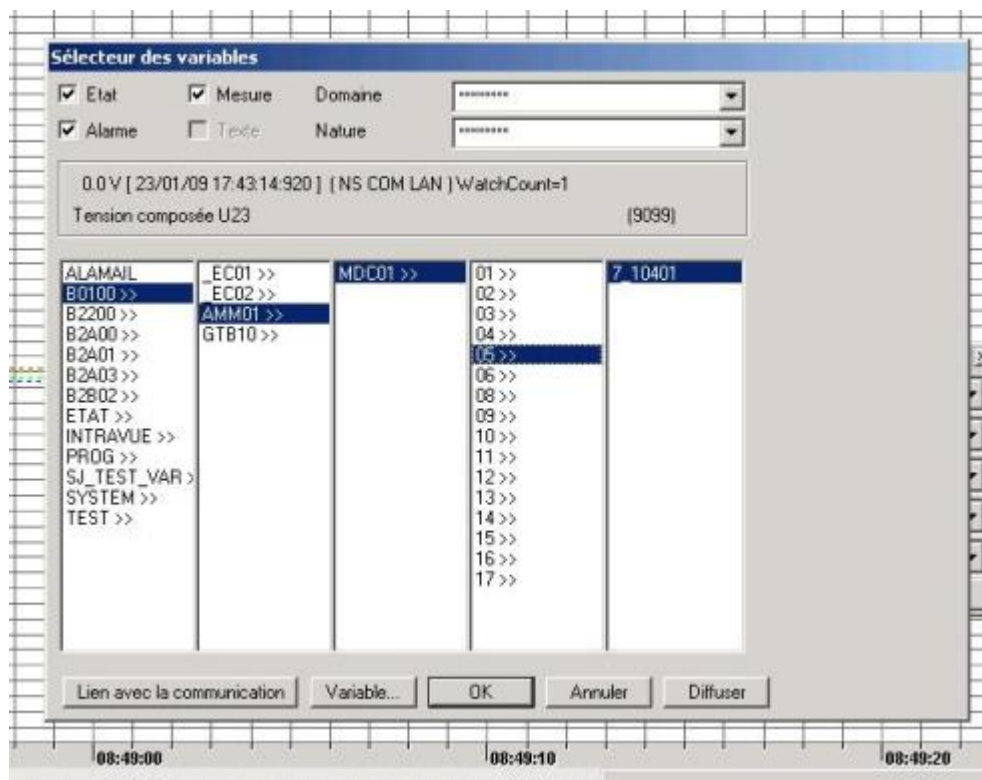 Sélecteur des variables
Etat Mesure Domaine ********
Alarme Texte Nature ********
0.0 V [ 23/01/09 17:43:14:920 ] ( NS COM LAN ) WatchCount=1
Tension composée U23 (9099)
ALAMAIL
B0100 >>
B2200 >>
B2A00 >>
B2A01 >>
B2A03 >>
B2B02 >>
ETAT >>
INTRAVUE >>
PROG >>
SJ_TEST_VAR >
SYSTEM >>
TEST >>
_EC01 >>
_EC02 >>
AMM01 >>
GTB10 >>
MDC01 >>
01 >>
02 >>
03 >>
04 >>
05 >>
06 >>
08 >>
09 >>
10 >>
11 >>
12 >>
13 >>
14 >>
15 >>
16 >>
17 >>
7_10401
Lien avec la communication Variable... OK Annuler Diffuser
08:49:00 08:49:10 08:49:20